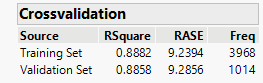 Crossvalidation
Source RSquare RASE Freq
Training Set 0.8882 9.2394 3968
Validation Set 0.8858 9.2856 1014